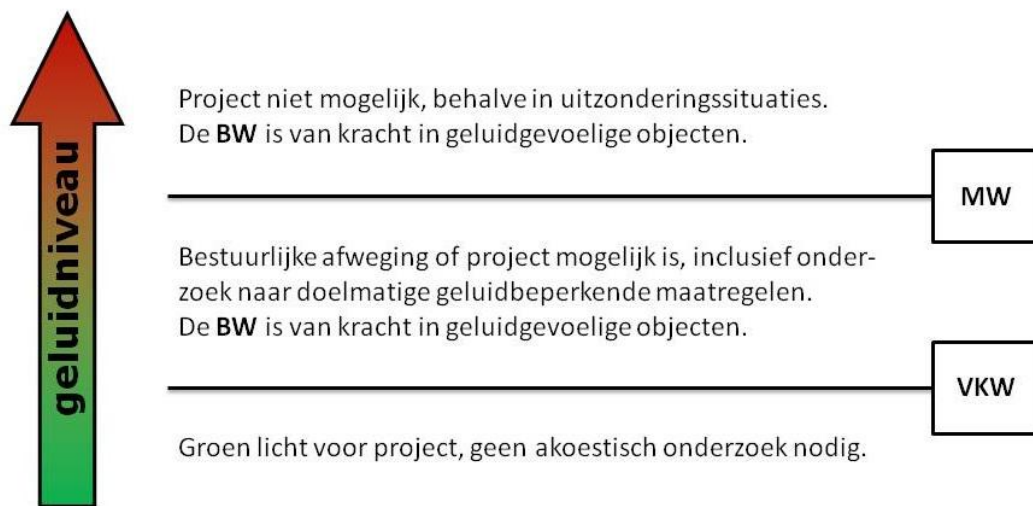 geluidniveau
Project niet mogelijk, behalve in uitzonderingssituaties.
De BW is van kracht in geluidgevoelige objecten.
MW
Bestuurlijke afweging of project mogelijk is, inclusief onder-
zoek naar doelmatige geluidbeperkende maatregelen.
De BW is van kracht in geluidgevoelige objecten.
VKW
Groen licht voor project, geen akoestisch onderzoek nodig.